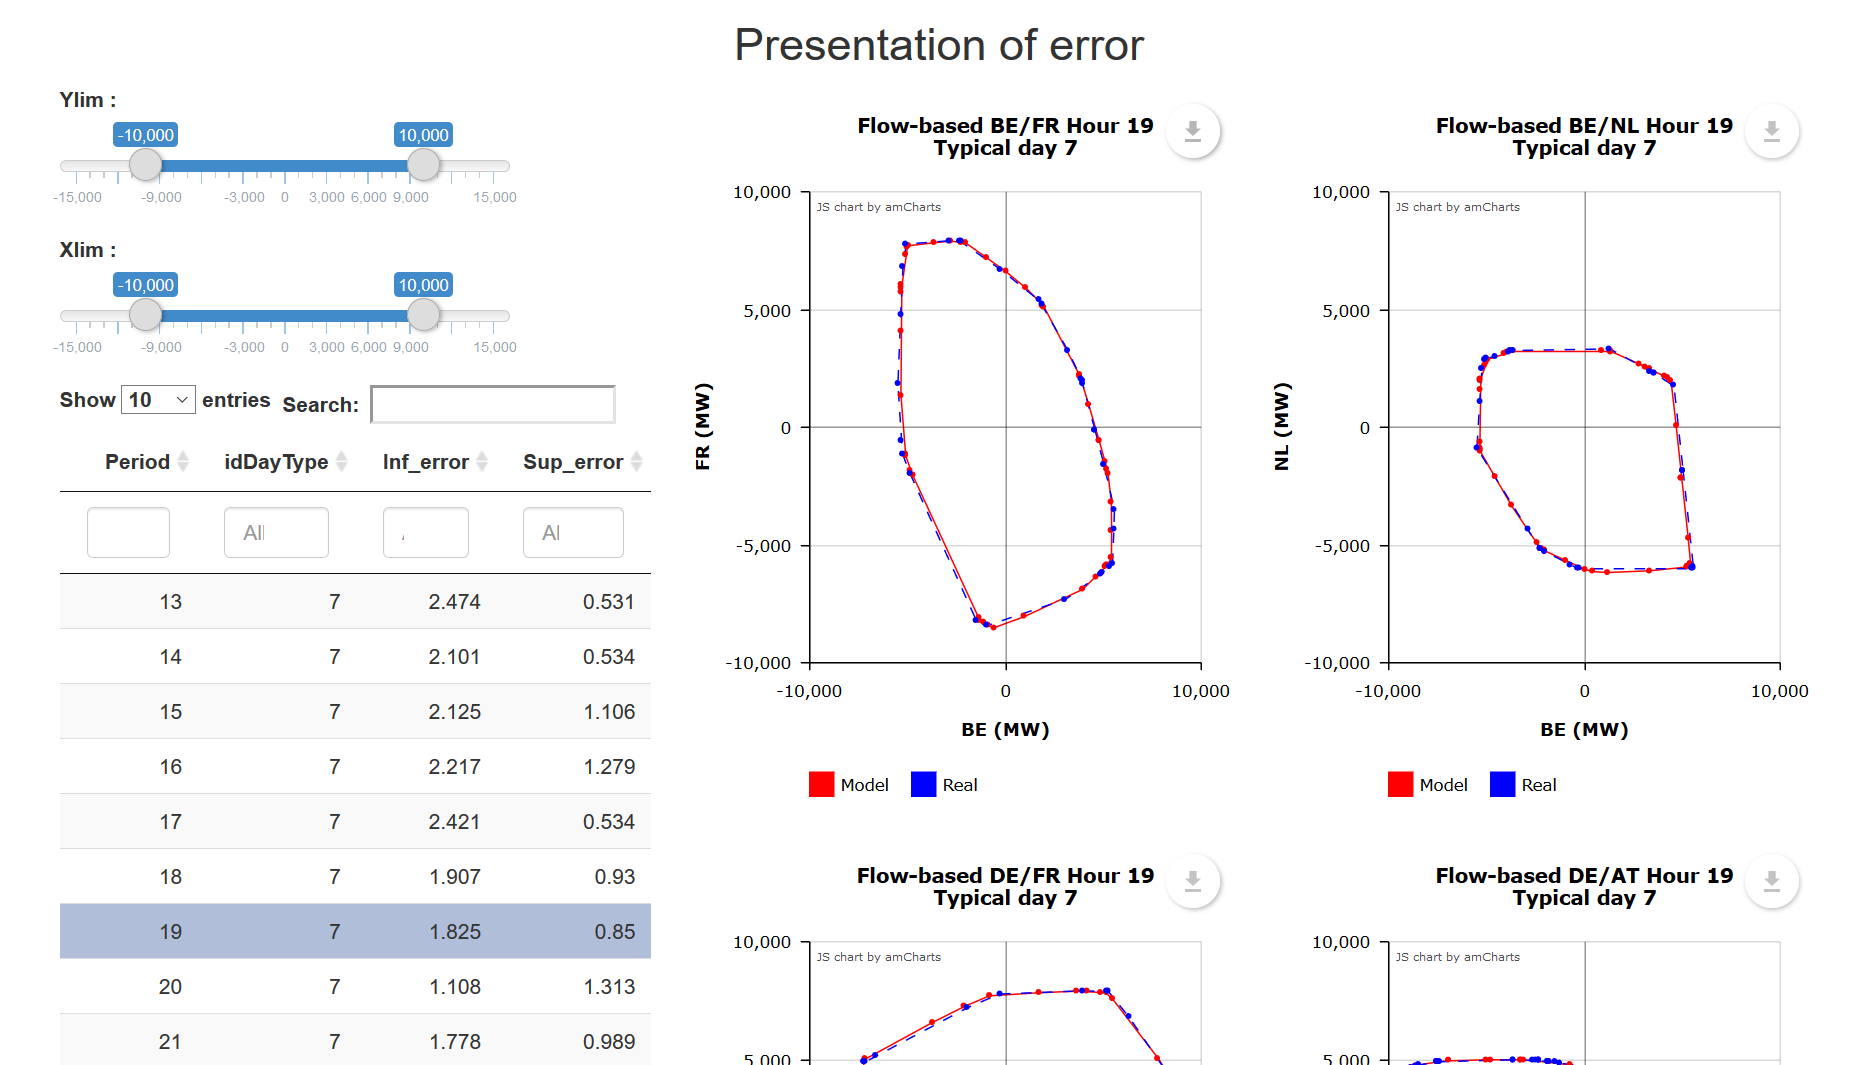 Presentation of error
Ylim :
-10,000 10,000
-15,000 -9,000 -3,000 0 3,000 6,000 9,000 15,000
Xlim :
-10,000 10,000
-15,000 -9,000 -3,000 0 3,000 6,000 9,000 15,000
Show 10 entries Search:
Period idDayType Inf_error Sup_error
All
13 7 2.474 0.531
14 7 2.101 0.534
15 7 2.125 1.106
16 7 2.217 1.279
17 7 2.421 0.534
18 7 1.907 0.93
19 7 1.825 0.85
20 7 1.108 1.313
21 7 1.778 0.989
Flow-based BE/FR Hour 19
Typical day 7
JS chart by amCharts
10,000
5,000
0
-5,000
-10,000
FR (MW)
-10,000 0 10,000
BE (MW)
Model Real
Flow-based BE/NL Hour 19
Typical day 7
JS chart by amCharts
10,000
5,000
0
-5,000
-10,000
NL (MW)
-10,000 0 10,000
BE (MW)
Model Real
Flow-based DE/FR Hour 19
Typical day 7
10,000
JS chart by amCharts
5,000
Flow-based DE/AT Hour 19
Typical day 7
10,000
JS chart by amCharts
5,000